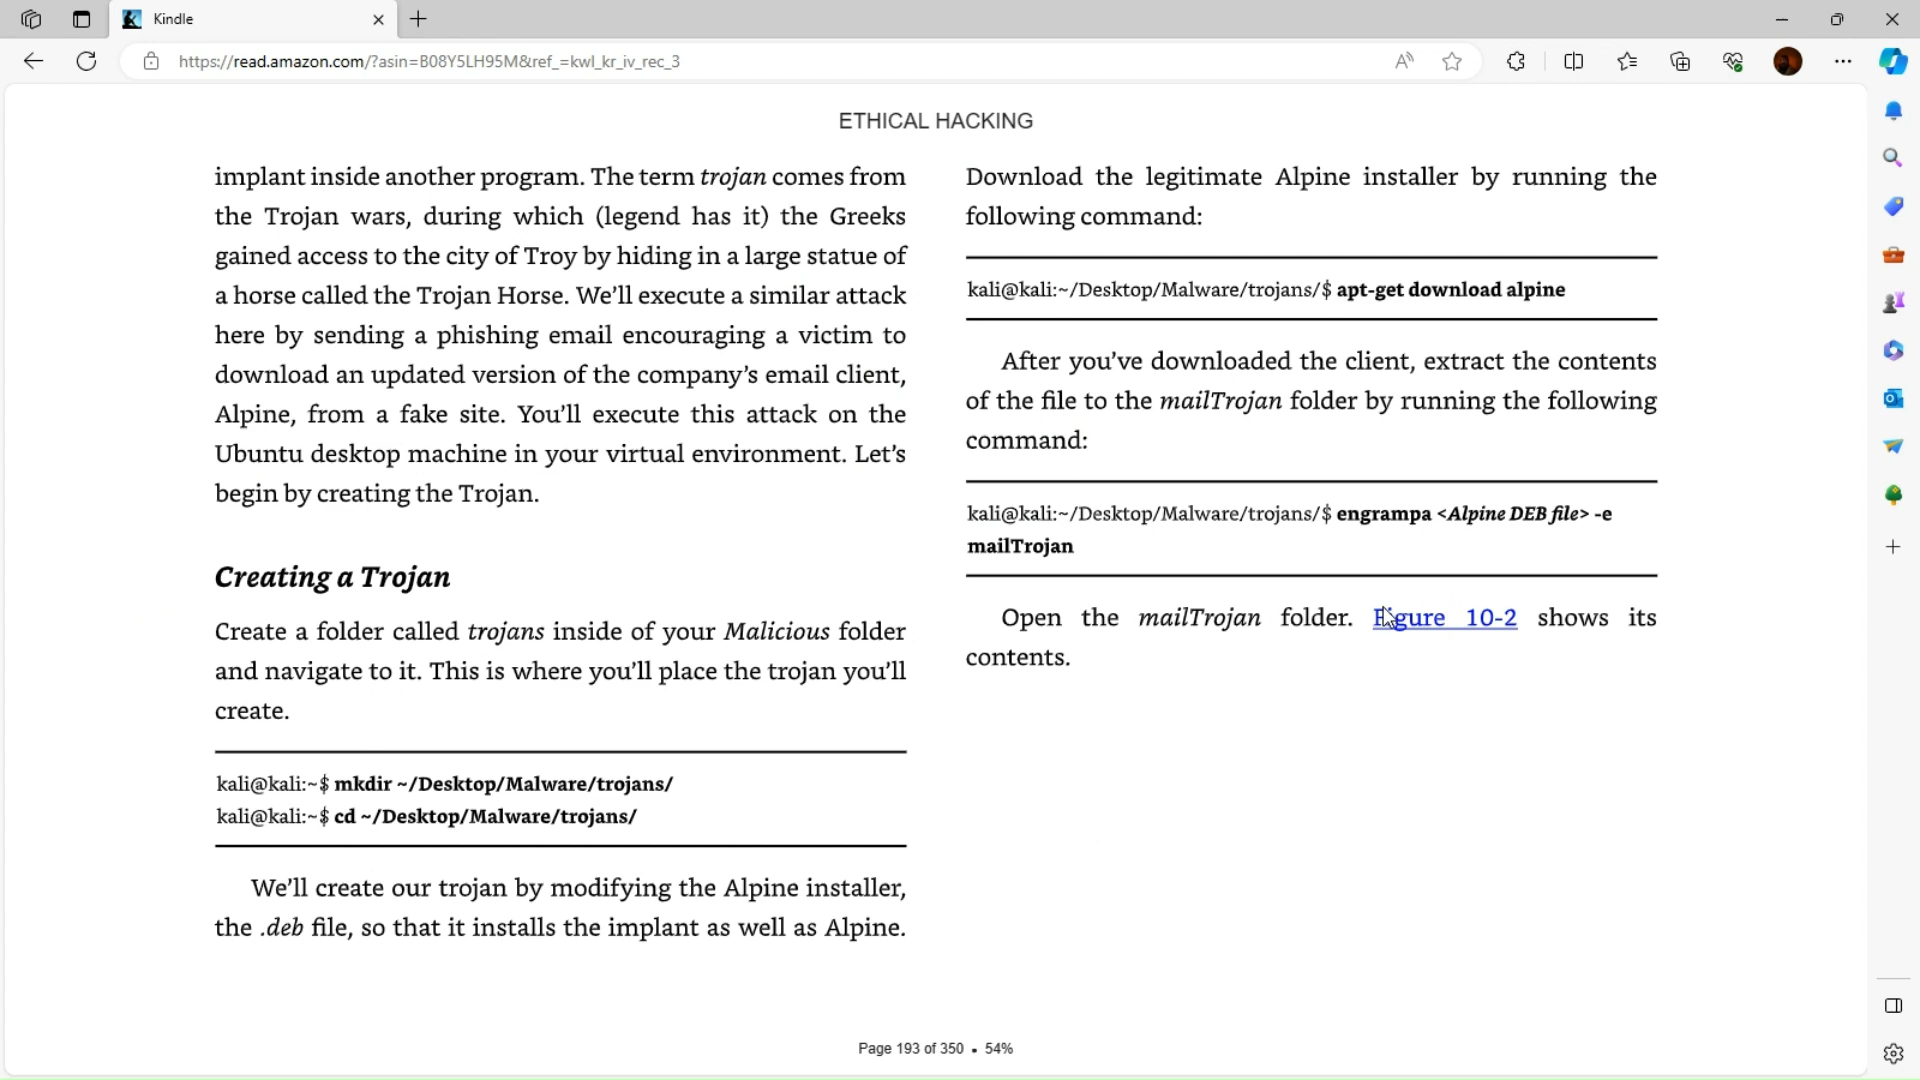 Kindle
https://read.amazon.com/?asin=B08Y5LH95M&ref_=kwl_kr_iv_rec_3
ETHICAL HACKING
implant inside another program. The term trojan comes from
the Trojan wars, during which (legend has it) the Greeks
gained access to the city of Troy by hiding in a large statue of
a horse called the Trojan Horse. We'll execute a similar attack
here by sending a phishing email encouraging a victim to
download an updated version of the company's email client,
Alpine, from a fake site. You'll execute this attack on the
Ubuntu desktop machine in your virtual environment. Let's
begin by creating the Trojan.
Creating a Trojan
Create a folder called trojans inside of your Malicious folder
and navigate to it. This is where you'll place the trojan you'll
create.
kali@kali:~$ mkdir ~/Desktop/Malware/trojans/
kali@kali:~$ cd ~/Desktop/Malware/trojans/
We'll create our trojan by modifying the Alpine installer,
the .deb file, so that it installs the implant as well as Alpine.
Download the legitimate Alpine installer by running the
following command:
kali@kali:~/Desktop/Malware/trojans/$ apt-get download alpine
After you've downloaded the client, extract the contents
of the file to the mailTrojan folder by running the following
command:
kali@kali:~/Desktop/Malware/trojans/$ engrampa <Alpine DEB file> -e
mailTrojan
Open the mailTrojan folder. Figure 10-2 shows its
contents.
Page 193 of 350 • 54%